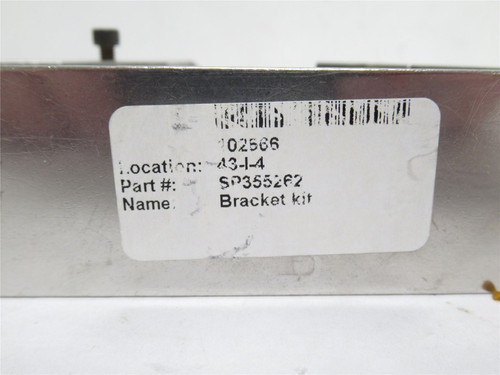 102566
Location: 43-I-4
Part #: SP355262
Name: Bracket kit